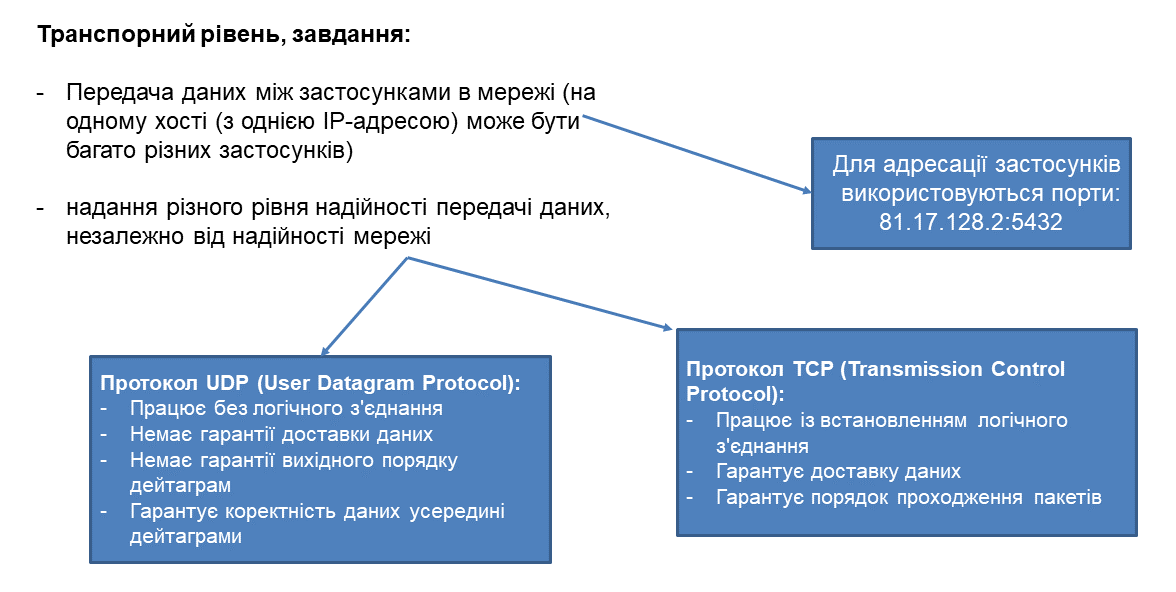 Транспорний рівень, завдання:
- Передача даних між застосунками в мережі (на
одному хості (з однією IP-адресою) може бути
багато різних застосунків)
- надання різного рівня надійності передачі даних,
незалежно від надійності мережі
Для адресації застосунків
використовуються порти:
81.17.128.2:5432
Протокол UDP (User Datagram Protocol):
- Працює без логічного з'єднання
- Немає гарантії доставки даних
- Немає гарантії вихідного порядку
дейтаграм
- Гарантує коректність даних усередині
дейтаграми
Протокол TCP (Transmission Control
Protocol):
- Працює із встановленням логічного
з'єднання
- Гарантує доставку даних
- Гарантує порядок проходження пакетів